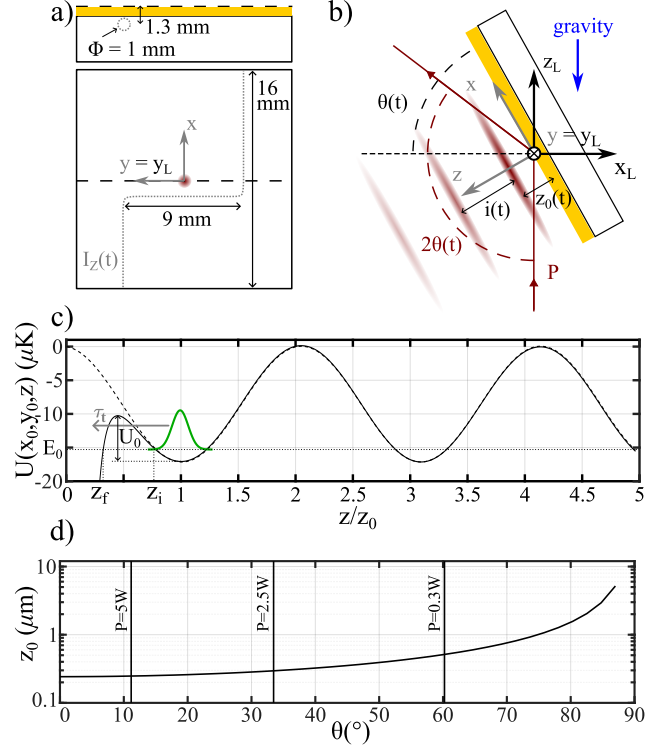 a)
1.3 mm
Φ = 1 mm
x
y = y_L
9 mm
16
mm
I_Z(t)
b)
gravity
z_L
x
θ(t)
y = y_L
x_L
z
z_0(t)
i(t)
2θ(t)
P
c)
U(x_0,y_0,z) (μK)
0
-5
-10
-15
-20
τ_t
U_0
E_0
z_f
z_i
0 1 1.5 2 2.5 3 3.5 4 4.5 5
z/z_0
d)
z_0 (μm)
10
1
0.1
P=5W
P=2.5W
P=0.3W
0 10 20 30 40 50 60 70 80 90
θ(°)